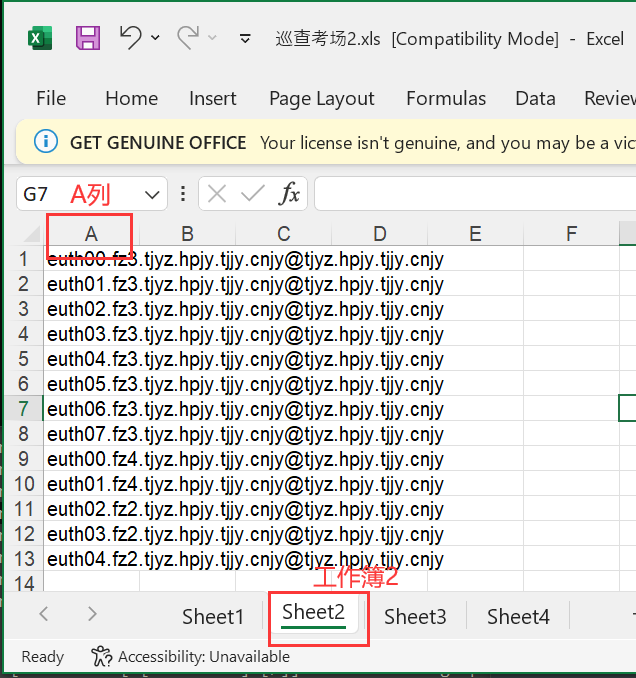 巡查考场2.xls [Compatibility Mode] - Excel
File Home Insert Page Layout Formulas Data Review
GET GENUINE OFFICE Your license isn't genuine, and you may be a vic
G7 A列 fx
A B C D E F
1 euth00.fz3.tjyz.hpjy.tjjy.cnjy@tjyz.hpjy.tjjy.cnjy
2 euth01.fz3.tjyz.hpjy.tjjy.cnjy@tjyz.hpjy.tjjy.cnjy
3 euth02.fz3.tjyz.hpjy.tjjy.cnjy@tjyz.hpjy.tjjy.cnjy
4 euth03.fz3.tjyz.hpjy.tjjy.cnjy@tjyz.hpjy.tjjy.cnjy
5 euth04.fz3.tjyz.hpjy.tjjy.cnjy@tjyz.hpjy.tjjy.cnjy
6 euth05.fz3.tjyz.hpjy.tjjy.cnjy@tjyz.hpjy.tjjy.cnjy
7 euth06.fz3.tjyz.hpjy.tjjy.cnjy@tjyz.hpjy.tjjy.cnjy
8 euth07.fz3.tjyz.hpjy.tjjy.cnjy@tjyz.hpjy.tjjy.cnjy
9 euth00.fz4.tjyz.hpjy.tjjy.cnjy@tjyz.hpjy.tjjy.cnjy
10 euth01.fz4.tjyz.hpjy.tjjy.cnjy@tjyz.hpjy.tjjy.cnjy
11 euth02.fz2.tjyz.hpjy.tjjy.cnjy@tjyz.hpjy.tjjy.cnjy
12 euth03.fz2.tjyz.hpjy.tjjy.cnjy@tjyz.hpjy.tjjy.cnjy
13 euth04.fz2.tjyz.hpjy.tjjy.cnjy@tjyz.hpjy.tjjy.cnjy
14 工作簿2
Sheet1 Sheet2 Sheet3 Sheet4
Ready Accessibility: Unavailable